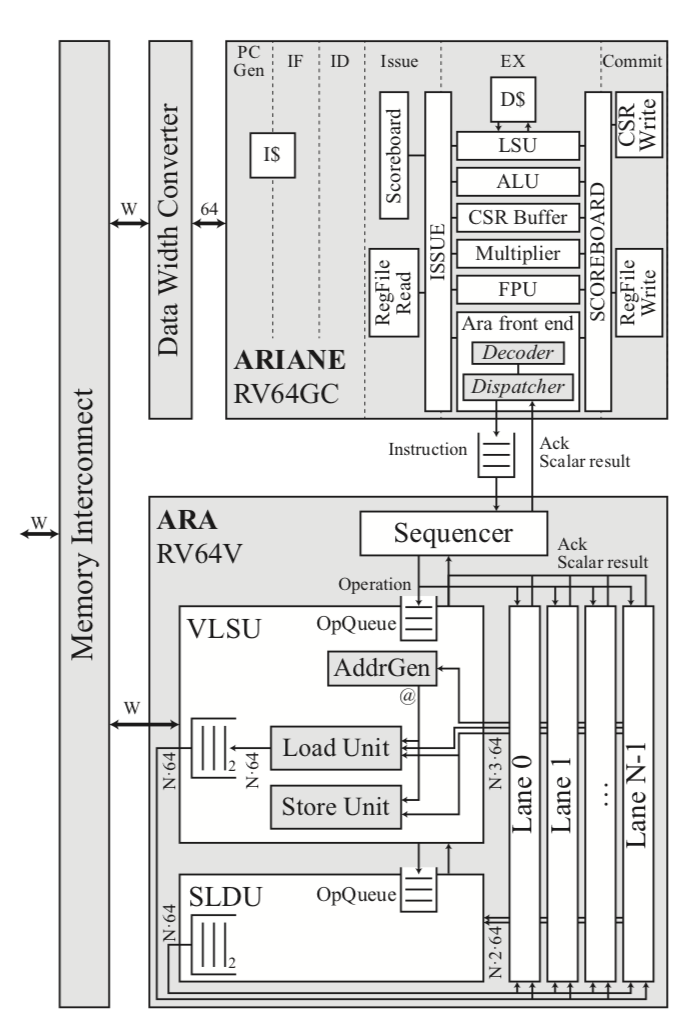 PC
Gen
IF
ID
Issue
EX
Commit
I$
D$
Scoreboard
RegFile
Read
ISSUE
LSU
ALU
CSR Buffer
Multiplier
FPU
Ara front end
Decoder
Dispatcher
SCOREBOARD
CSR
Write
RegFile
Write
ARIANE
RV64GC
W
64
Data Width Converter
Memory Interconnect
W
Instruction
Ack
Scalar result
ARA
RV64V
Sequencer
Ack
Scalar result
Operation
VLSU
OpQueue
AddrGen
@
W
2
N·64
N·64
Load Unit
Store Unit
N·3·64
Lane 0
Lane 1
...
Lane N-1
SLDU
OpQueue
N·64
2
N·2·64